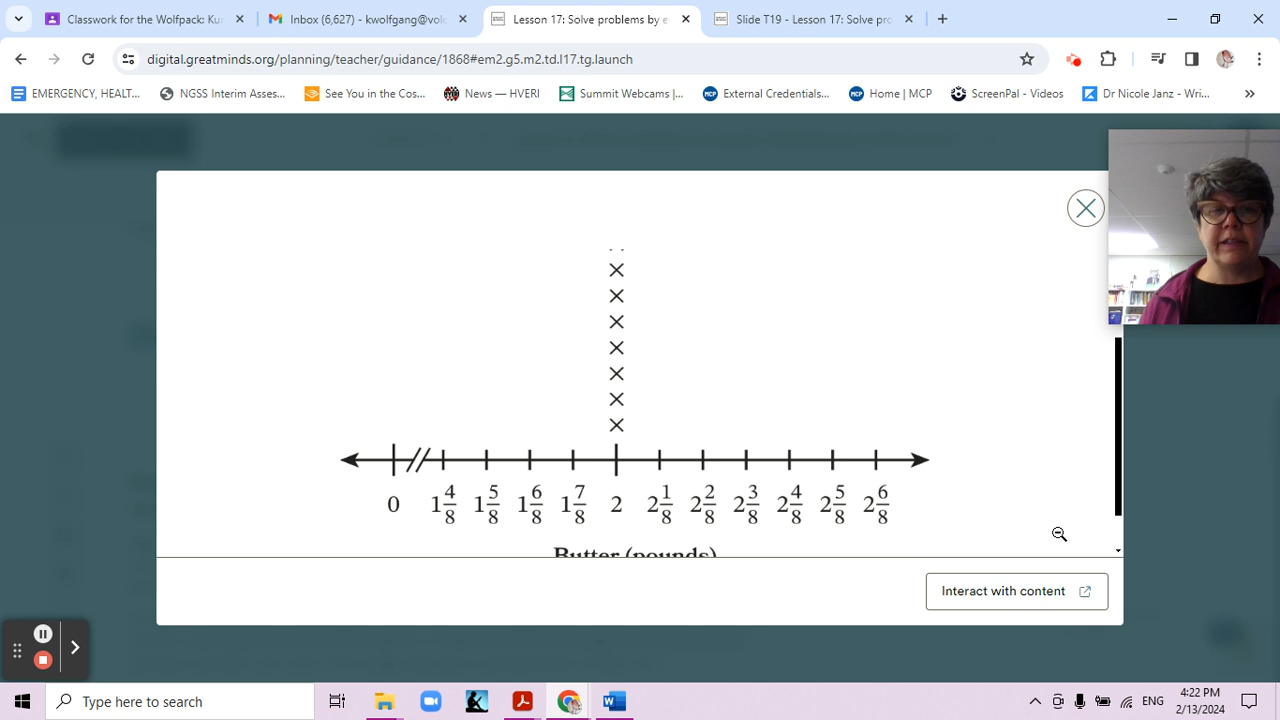 Classwork for the Wolfpack: Ku
Inbox (6,627) - kwolfgang@volc
Lesson 17: Solve problems by e
Slide T19 - Lesson 17: Solve pro
digital.greatminds.org/planning/teacher/guidance/1868#em2.g5.m2.td.l17.tg.launch
EMERGENCY, HEALT...
NGSS Interim Asses...
See You in the Cos...
News — HVERI
Summit Webcams |...
External Credentials...
Home | MCP
ScreenPal - Videos
Dr Nicole Janz - Wri...
0 1 4/8 1 5/8 1 6/8 1 7/8 2 2 1/8 2 2/8 2 3/8 2 4/8 2 5/8 2 6/8
Butter (pounds)
Interact with content
Type here to search
ENG
4:22 PM
2/13/2024